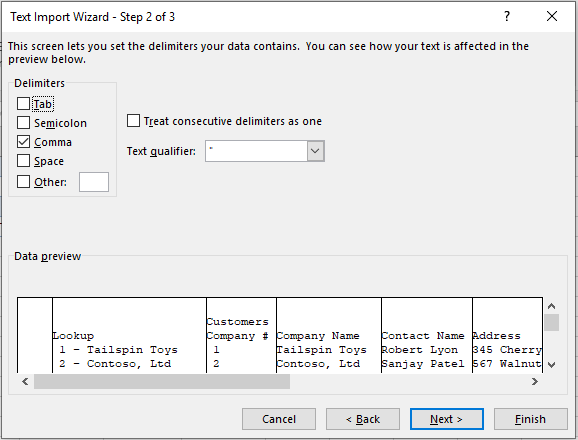 Text Import Wizard - Step 2 of 3
?
This screen lets you set the delimiters your data contains.  You can see how your text is affected in the
preview below.
Delimiters
Tab
Semicolon
Comma
Space
Other:
Treat consecutive delimiters as one
Text qualifier: "
Data preview
Customers
Lookup Company # Company Name Contact Name Address
1 - Tailspin Toys 1 Tailspin Toys Robert Lyon 345 Cherry
2 - Contoso, Ltd 2 Contoso, Ltd Sanjay Patel 567 Walnut
Cancel < Back Next > Finish